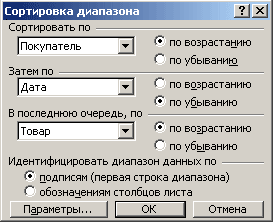 Сортировка диапазона
Сортировать по
Покупатель
по возрастанию
по убыванию
Затем по
Дата
по возрастанию
по убыванию
В последнюю очередь, по
Товар
по возрастанию
по убыванию
Идентифицировать диапазон данных по
подписям (первая строка диапазона)
обозначениям столбцов листа
Параметры... ОК Отмена